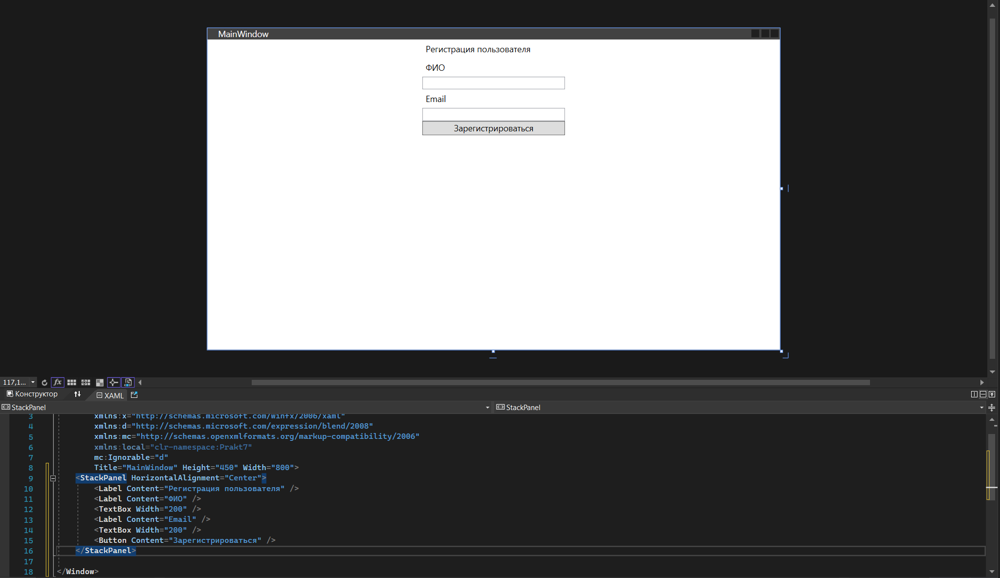 MainWindow
Регистрация пользователя
ФИО
Email
Зарегистрироваться
117,1...
Конструктор
XAML
StackPanel
StackPanel
3 xmlns:x="http://schemas.microsoft.com/winfx/2006/xaml"
4 xmlns:d="http://schemas.microsoft.com/expression/blend/2008"
5 xmlns:mc="http://schemas.openxmlformats.org/markup-compatibility/2006"
6 xmlns:local="clr-namespace:Prakt7"
7 mc:Ignorable="d"
8 Title="MainWindow" Height="450" Width="800">
9 <StackPanel HorizontalAlignment="Center">
10 <Label Content="Регистрация пользователя" />
11 <Label Content="ФИО" />
12 <TextBox Width="200" />
13 <Label Content="Email" />
14 <TextBox Width="200" />
15 <Button Content="Зарегистрироваться" />
16 </StackPanel>
17
18 </Window>